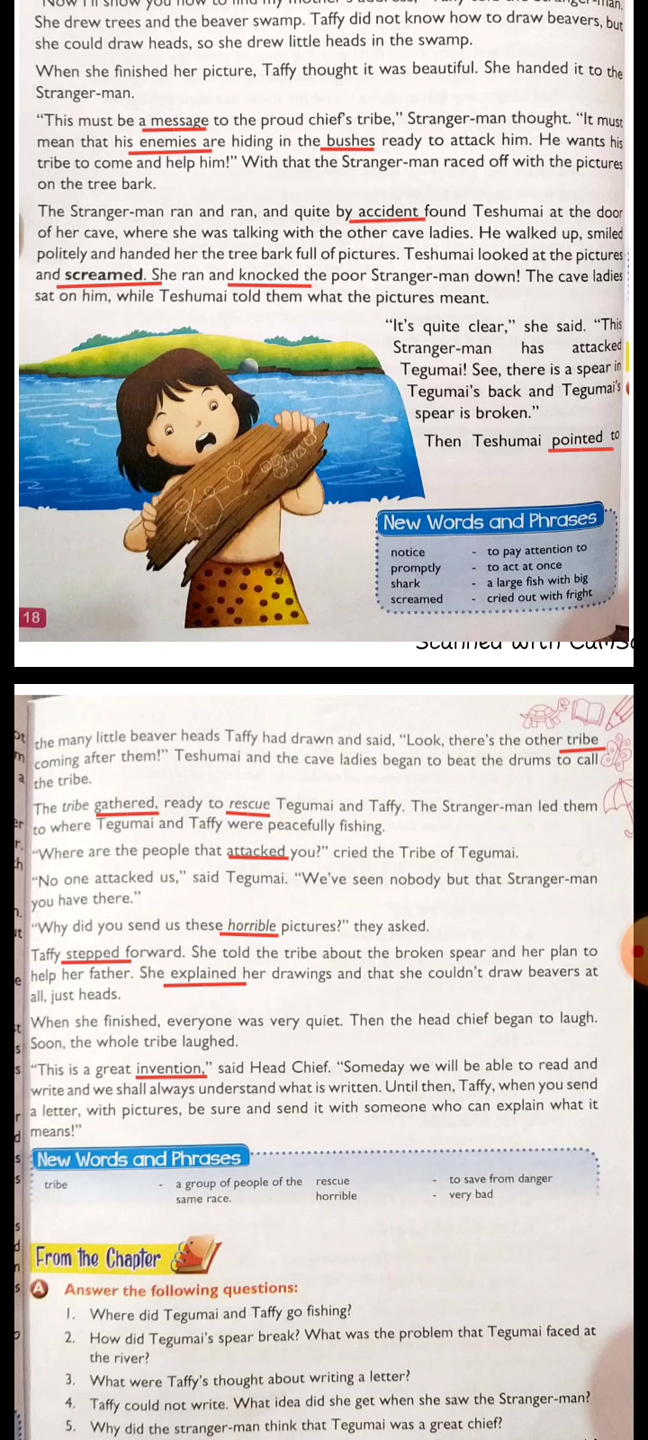 "Now I'll show you how to find my mother's address,"
She drew trees and the beaver swamp. Taffy did not know how to draw beavers, but
she could draw heads, so she drew little heads in the swamp.
When she finished her picture, Taffy thought it was beautiful. She handed it to the
Stranger-man.
"This must be a message to the proud chief's tribe," Stranger-man thought. "It must
mean that his enemies are hiding in the bushes ready to attack him. He wants his
tribe to come and help him!" With that the Stranger-man raced off with the pictures
on the tree bark.
The Stranger-man ran and ran, and quite by accident found Teshumai at the door
of her cave, where she was talking with the other cave ladies. He walked up, smiled
politely and handed her the tree bark full of pictures. Teshumai looked at the pictures
and screamed. She ran and knocked the poor Stranger-man down! The cave ladies
sat on him, while Teshumai told them what the pictures meant.
"It's quite clear," she said. "This
Stranger-man has attacked
Tegumai! See, there is a spear in
Tegumai's back and Tegumai's
spear is broken."
Then Teshumai pointed to
New Words and Phrases
notice - to pay attention to
promptly - to act at once
shark - a large fish with big
screamed - cried out with fright
18
Scanned with
the many little beaver heads Taffy had drawn and said, "Look, there's the other tribe
coming after them!" Teshumai and the cave ladies began to beat the drums to call
the tribe.
The tribe gathered, ready to rescue Tegumai and Taffy. The Stranger-man led them
to where Tegumai and Taffy were peacefully fishing.
"Where are the people that attacked you?" cried the Tribe of Tegumai.
"No one attacked us," said Tegumai. "We've seen nobody but that Stranger-man
you have there."
"Why did you send us these horrible pictures?" they asked.
Taffy stepped forward. She told the tribe about the broken spear and her plan to
help her father. She explained her drawings and that she couldn't draw beavers at
all, just heads.
When she finished, everyone was very quiet. Then the head chief began to laugh.
Soon, the whole tribe laughed.
"This is a great invention," said Head Chief. "Someday we will be able to read and
write and we shall always understand what is written. Until then, Taffy, when you send
a letter, with pictures, be sure and send it with someone who can explain what it
means!"
New Words and Phrases
tribe - a group of people of the rescue - to save from danger
same race. horrible - very bad
From the Chapter
A Answer the following questions:
1. Where did Tegumai and Taffy go fishing?
2. How did Tegumai's spear break? What was the problem that Tegumai faced at
the river?
3. What were Taffy's thought about writing a letter?
4. Taffy could not write. What idea did she get when she saw the Stranger-man?
5. Why did the stranger-man think that Tegumai was a great chief?